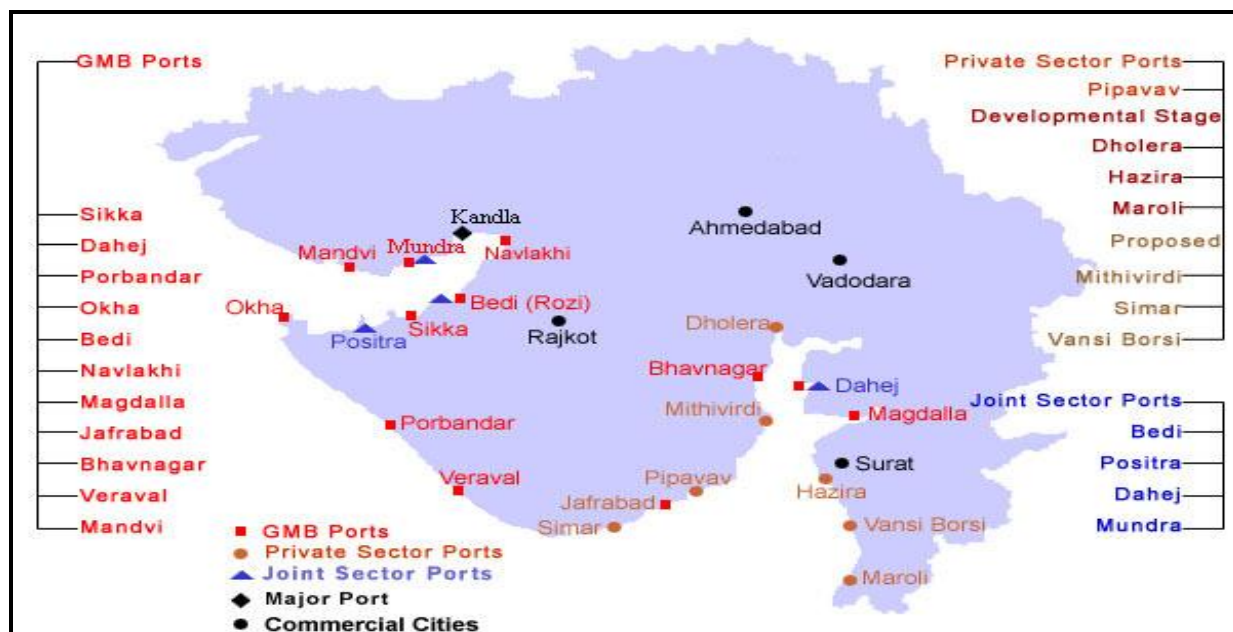 GMB Ports
Sikka
Dahej
Porbandar
Okha
Bedi
Navlakhi
Magdalla
Jafrabad
Bhavnagar
Veraval
Mandvi
Kandla
Mundra
Mandvi
Navlakhi
Okha
Bedi (Rozi)
Sikka
Positra
Rajkot
Ahmedabad
Vadodara
Dholera
Bhavnagar
Dahej
Mithivirdi
Magdalla
Porbandar
Surat
Veraval
Pipavav
Hazira
Jafrabad
Simar
Vansi Borsi
Maroli
GMB Ports
Private Sector Ports
Joint Sector Ports
Major Port
Commercial Cities
Private Sector Ports
Pipavav
Developmental Stage
Dholera
Hazira
Maroli
Proposed
Mithivirdi
Simar
Vansi Borsi
Joint Sector Ports
Bedi
Positra
Dahej
Mundra